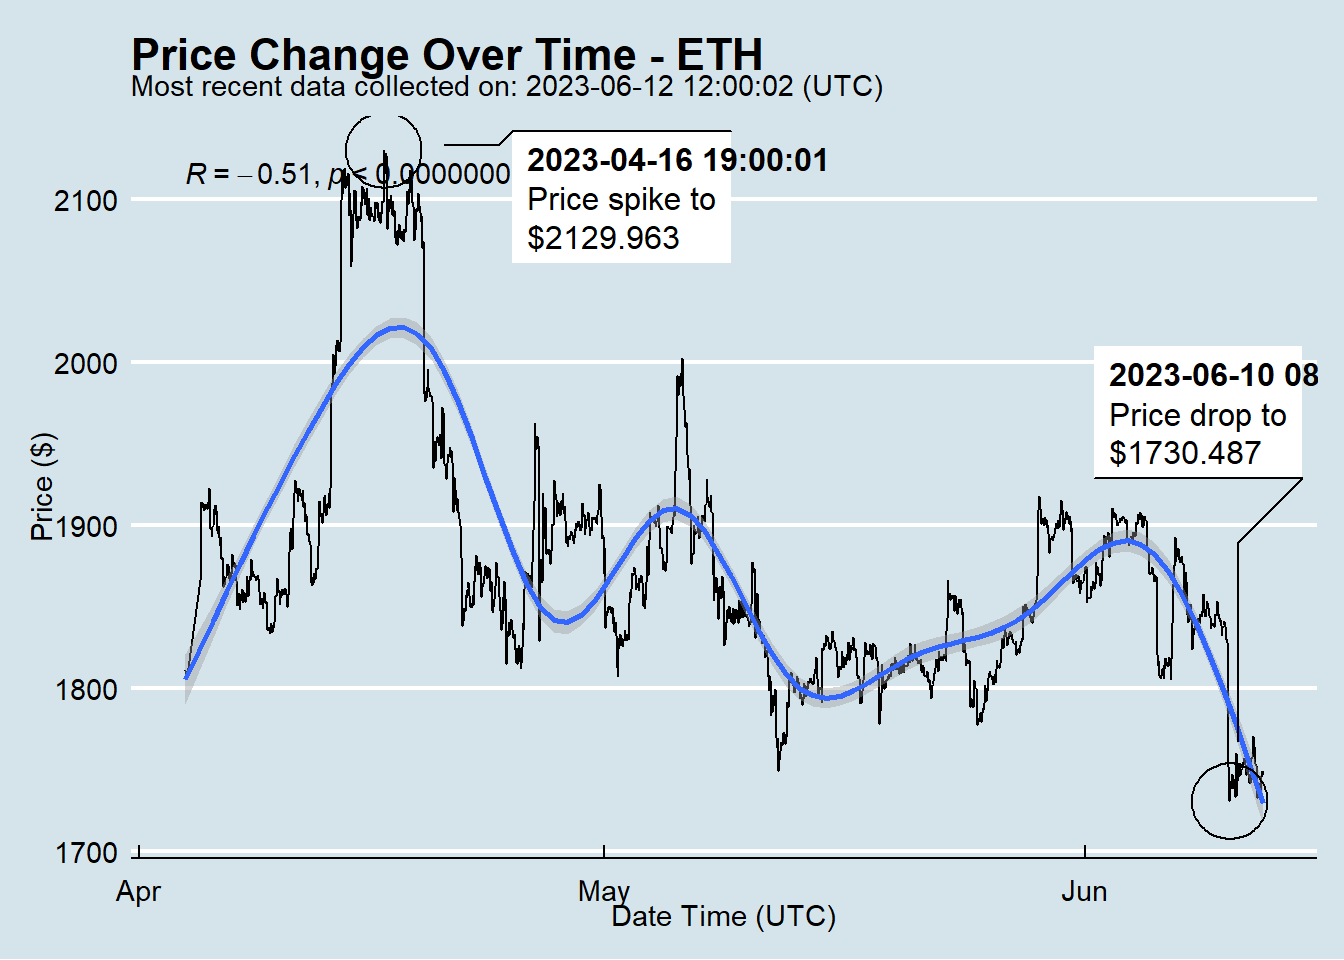 Price Change Over Time - ETH
Most recent data collected on: 2023-06-12 12:00:02 (UTC)
R = −0.51, p < 0.0000000
2023-04-16 19:00:01
Price spike to
$2129.963
2023-06-10 08
Price drop to
$1730.487
Price ($)
2100
2000
1900
1800
1700
Apr
May
Jun
Date Time (UTC)